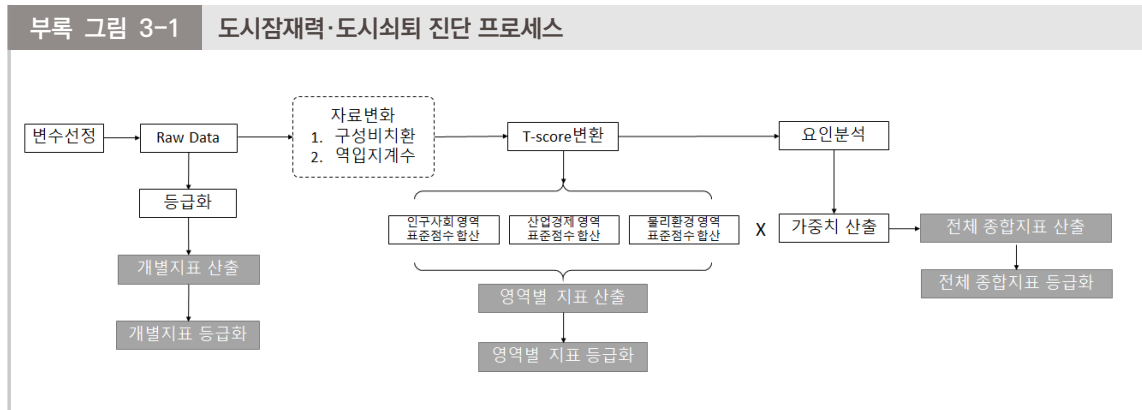 부록 그림 3-1
도시잠재력·도시쇠퇴 진단 프로세스
변수선정
Raw Data
자료변화
1. 구성비치환
2. 역입지계수
T-score변환
요인분석
등급화
인구사회 영역
표준점수 합산
산업경제 영역
표준점수 합산
물리환경 영역
표준점수 합산
X
가중치 산출
전체 종합지표 산출
개별지표 산출
전체 종합지표 등급화
영역별 지표 산출
개별지표 등급화
영역별 지표 등급화